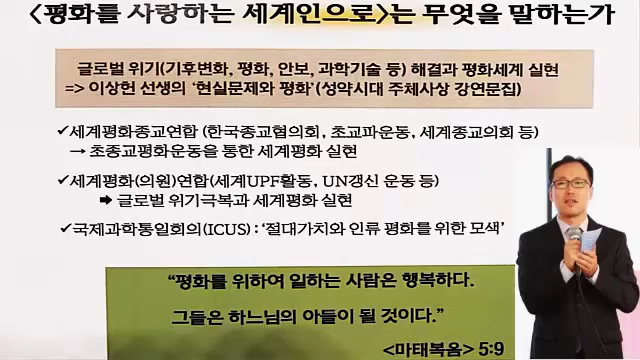 <평화를 사랑하는 세계인으로>는 무엇을 말하는가
글로벌 위기(기후변화, 평화, 안보, 과학기술 등) 해결과 평화세계 실현
=> 이상헌 선생의 '현실문제와 평화'(성약시대 주체사상 강연문집)
✓세계평화종교연합 (한국종교협의회, 초교파운동, 세계종교의회 등)
→ 초종교평화운동을 통한 세계평화 실현
✓세계평화(의원)연합(세계UPF활동, UN갱신 운동 등)
➡ 글로벌 위기극복과 세계평화 실현
✓국제과학통일회의(ICUS) : '절대가치와 인류 평화를 위한 모색'
“평화를 위하여 일하는 사람은 행복하다.
그들은 하느님의 아들이 될 것이다.”
<마태복음> 5:9